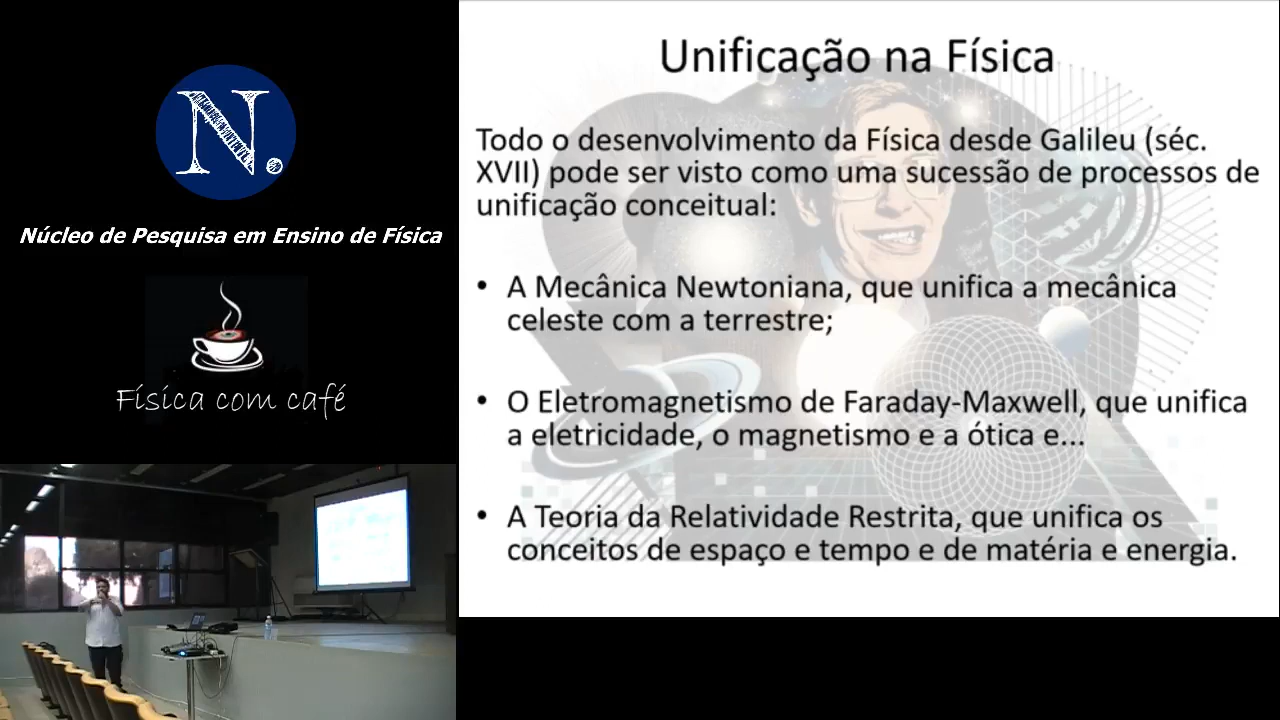 N.
Núcleo de Pesquisa em Ensino de Física
Física com café
Unificação na Física
Todo o desenvolvimento da Física desde Galileu (séc.
XVII) pode ser visto como uma sucessão de processos de
unificação conceitual:
• A Mecânica Newtoniana, que unifica a mecânica
celeste com a terrestre;
• O Eletromagnetismo de Faraday-Maxwell, que unifica
a eletricidade, o magnetismo e a ótica e...
• A Teoria da Relatividade Restrita, que unifica os
conceitos de espaço e tempo e de matéria e energia.